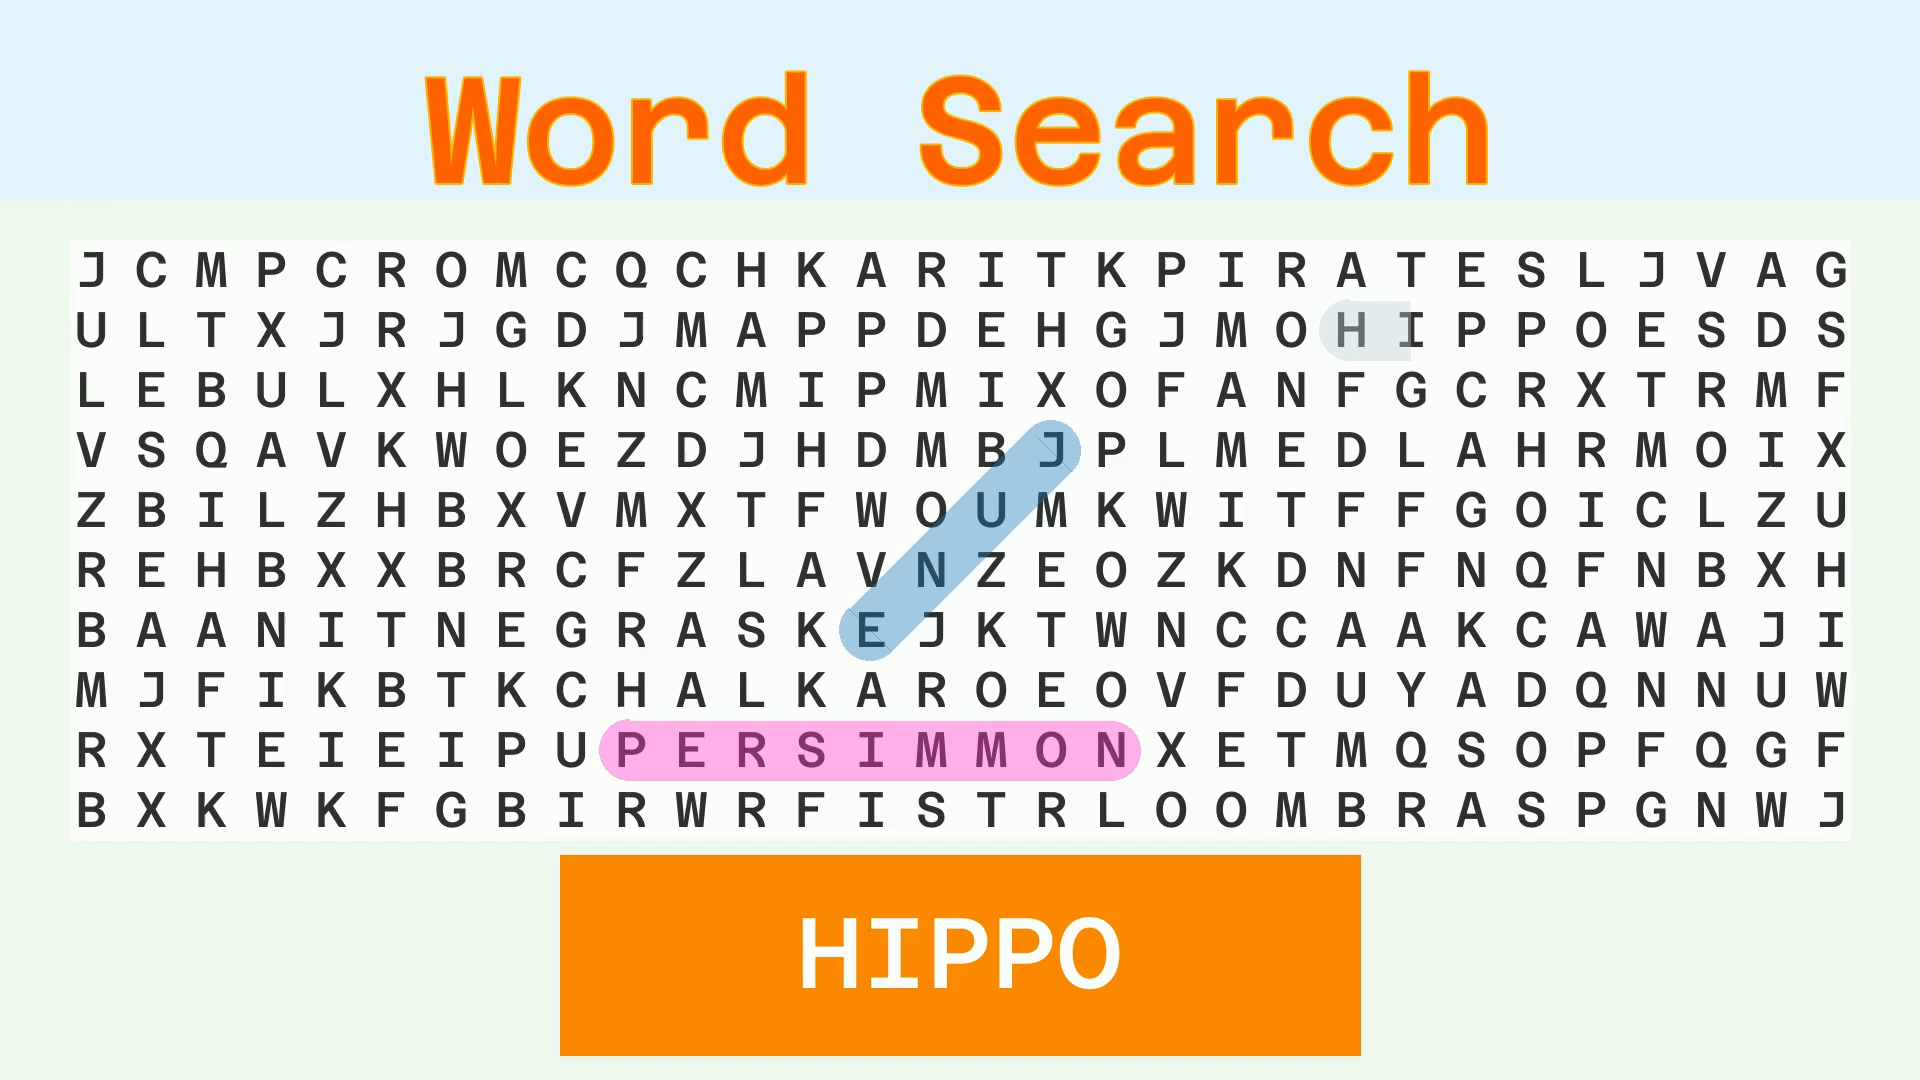 Word Search
J C M P C R O M C Q C H K A R I T K P I R A T E S L J V A G
U L T X J R J G D J M A P P D E H G J M O H I P P O E S D S
L E B U L X H L K N C M I P M I X O F A N F G C R X T R M F
V S Q A V K W O E Z D J H D M B J P L M E D L A H R M O I X
Z B I L Z H B X V M X T F W O U M K W I T F F G O I C L Z U
R E H B X X B R C F Z L A V N Z E O Z K D N F N Q F N B X H
B A A N I T N E G R A S K E J K T W N C C A A K C A W A J I
M J F I K B T K C H A L K A R O E O V F D U Y A D Q N N U W
R X T E I E I P U P E R S I M M O N X E T M Q S O P F Q G F
B X K W K F G B I R W R F I S T R L O O M B R A S P G N W J
HIPPO